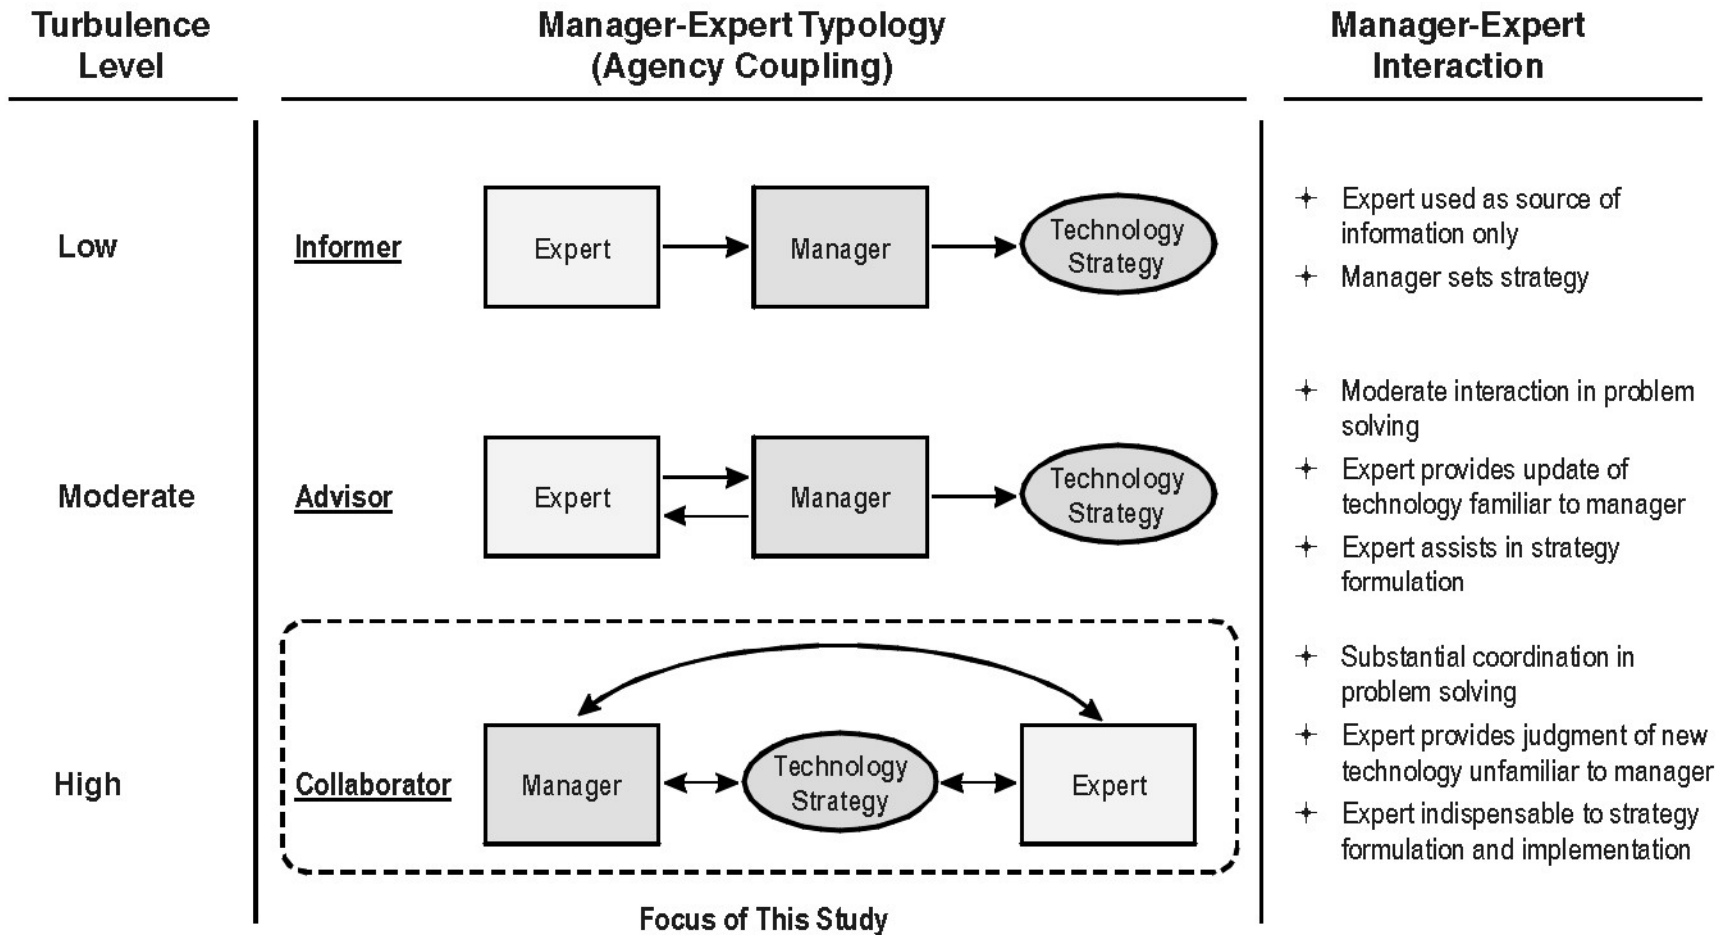 Turbulence
Level
Manager-Expert Typology
(Agency Coupling)
Manager-Expert
Interaction
Low
Informer
Expert
Manager
Technology
Strategy
Expert used as source of
information only
Manager sets strategy
Moderate
Advisor
Expert
Manager
Technology
Strategy
Moderate interaction in problem
solving
Expert provides update of
technology familiar to manager
Expert assists in strategy
formulation
High
Collaborator
Manager
Technology
Strategy
Expert
Substantial coordination in
problem solving
Expert provides judgment of new
technology unfamiliar to manager
Expert indispensable to strategy
formulation and implementation
Focus of This Study